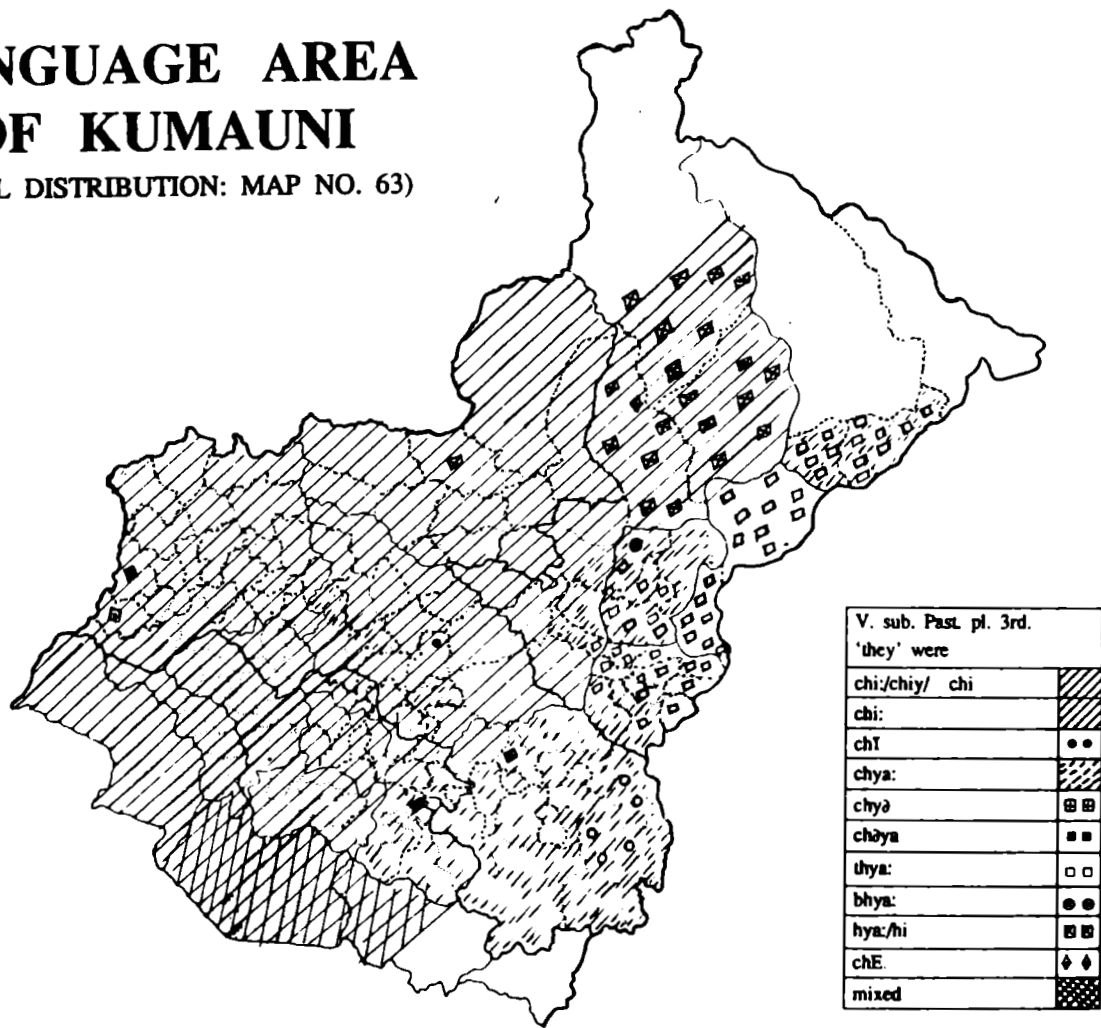 NGUAGE AREA
OF KUMAUNI
L DISTRIBUTION: MAP NO. 63)
V. sub. Past. pl. 3rd.
'they' were
chi:/chiy/ chi
chi:
chĩ
chya:
chyə
chəya
thya:
bhya:
hya:/hi
chE
mixed